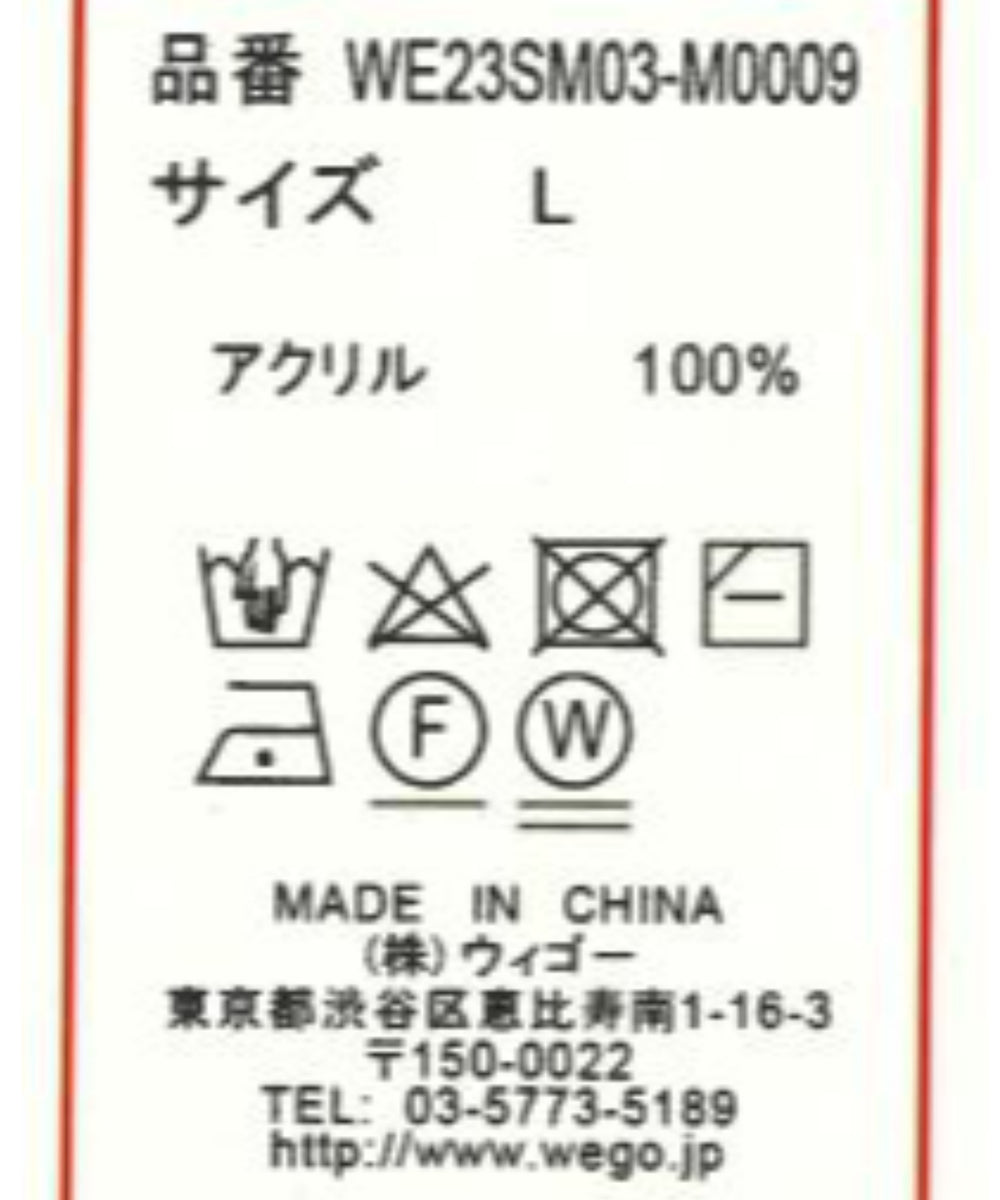 品番 WE23SM03-M0009
サイズ L
アクリル 100%
F W
MADE IN CHINA
(株)ウィゴー
東京都渋谷区恵比寿南1-16-3
〒150-0022
TEL: 03-5773-5189
http://www.wego.jp